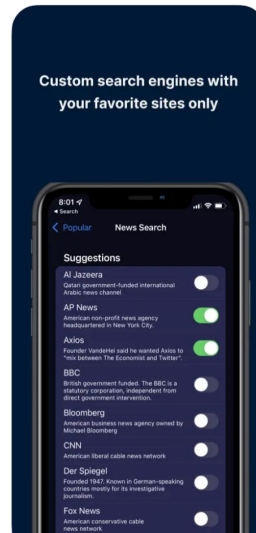 Custom search engines with
your favorite sites only
8:01
Search
Popular
News Search
Suggestions
Al Jazeera
Qatari government-funded international
Arabic news channel
AP News
American non-profit news agency
headquartered in New York City.
Axios
Founder VandeHei said he wanted Axios to
"mix between The Economist and Twitter".
BBC
British government funded. The BBC is a
statutory corporation, independent from
direct government intervention.
Bloomberg
American business news agency owned by
Michael Bloomberg
CNN
American liberal cable news network
Der Spiegel
Founded 1947. Known in German-speaking
countries mostly for its investigative
journalism.
Fox News
American conservative cable
news network